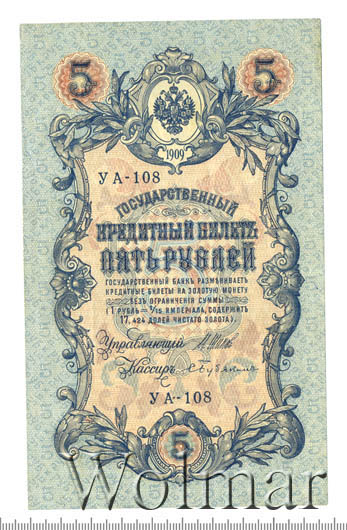 5 5
1909
УА-108
ГОСУДАРСТВЕННЫЙ
КРЕДИТНЫЙ БИЛЕТЪ
ПЯТЬ РУБЛЕЙ
ГОСУДАРСТВЕННЫЙ БАНКЪ РАЗМѢНИВАЕТЪ
КРЕДИТНЫЕ БИЛЕТЫ НА ЗОЛОТУЮ МОНЕТУ
БЕЗЪ ОГРАНИЧЕНІЯ СУММЫ
(1 РУБЛЬ = 1/15 ИМПЕРІАЛА, СОДЕРЖИТЪ
17,424 ДОЛЕЙ ЧИСТАГО ЗОЛОТА).
Управляющій
Кассиръ
УА-108
5
Wolmar